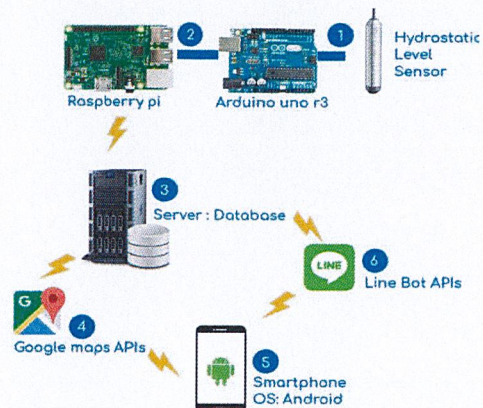 2
1
Hydrostatic
Level
Sensor
Raspberry pi
Arduino uno r3
3
Server : Database
LINE
6
Line Bot APIs
G
4
Google maps APIs
5
Smartphone
OS: Android